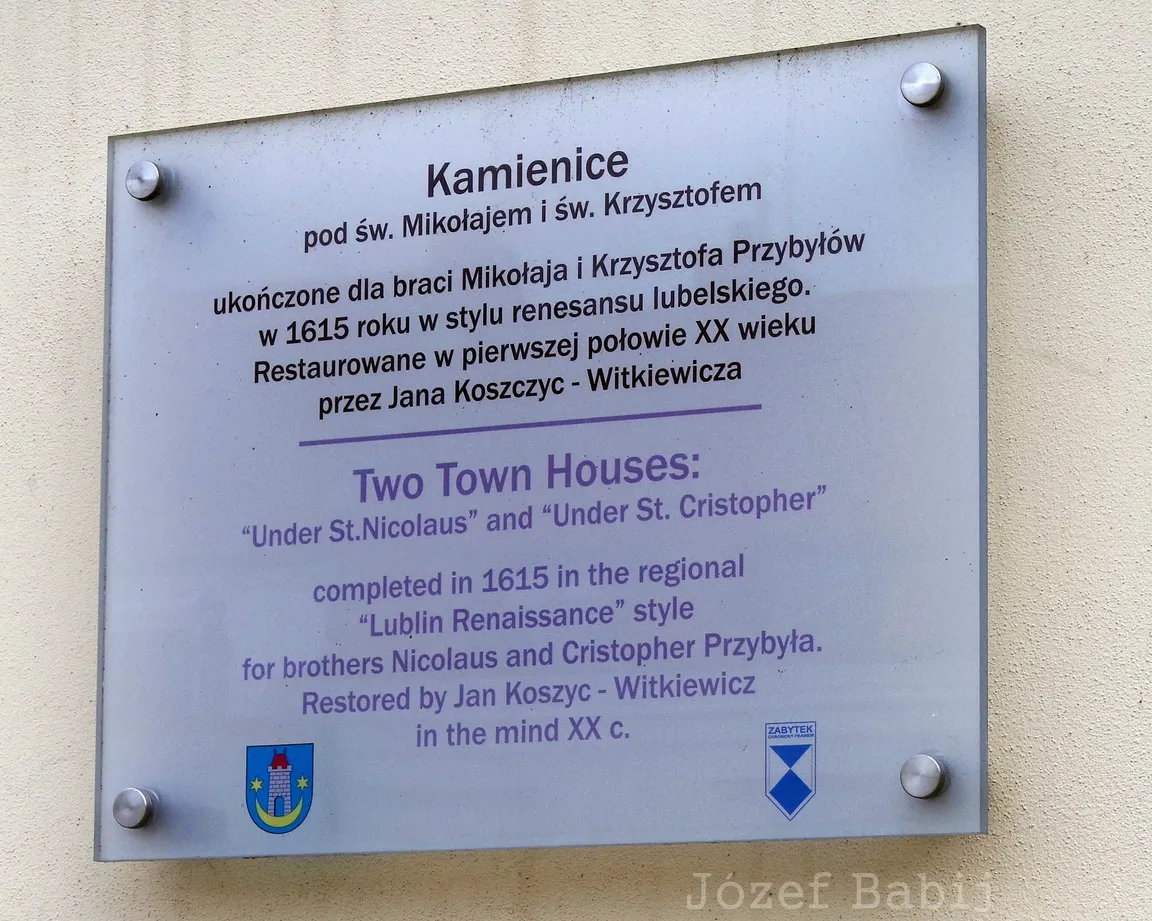 Kamienice
pod św. Mikołajem i św. Krzysztofem
ukończone dla braci Mikołaja i Krzysztofa Przybyłów
w 1615 roku w stylu renesansu lubelskiego.
Restaurowane w pierwszej połowie XX wieku
przez Jana Koszczyc - Witkiewicza
Two Town Houses:
“Under St.Nicolaus” and “Under St. Cristopher”
completed in 1615 in the regional
“Lublin Renaissance” style
for brothers Nicolaus and Cristopher Przybyła.
Restored by Jan Koszyc - Witkiewicz
in the mind XX c.
ZABYTEK
CHRONIONY PRAWEM
Józef Babij